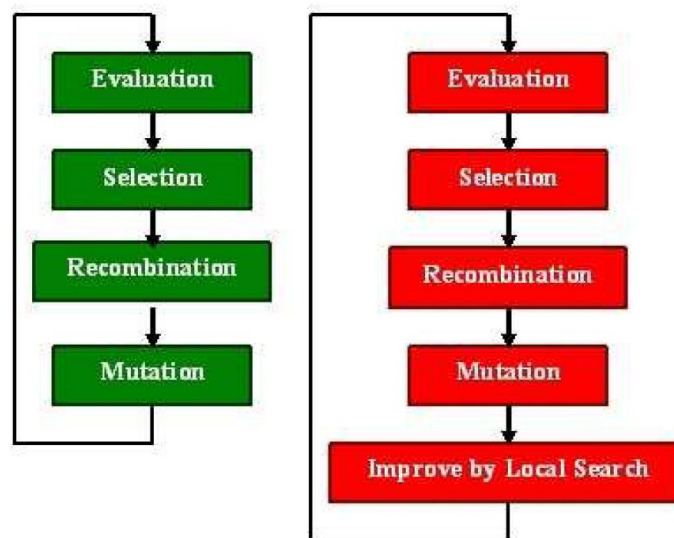 Evaluation
Selection
Recombination
Mutation
Evaluation
Selection
Recombination
Mutation
Improve by Local Search